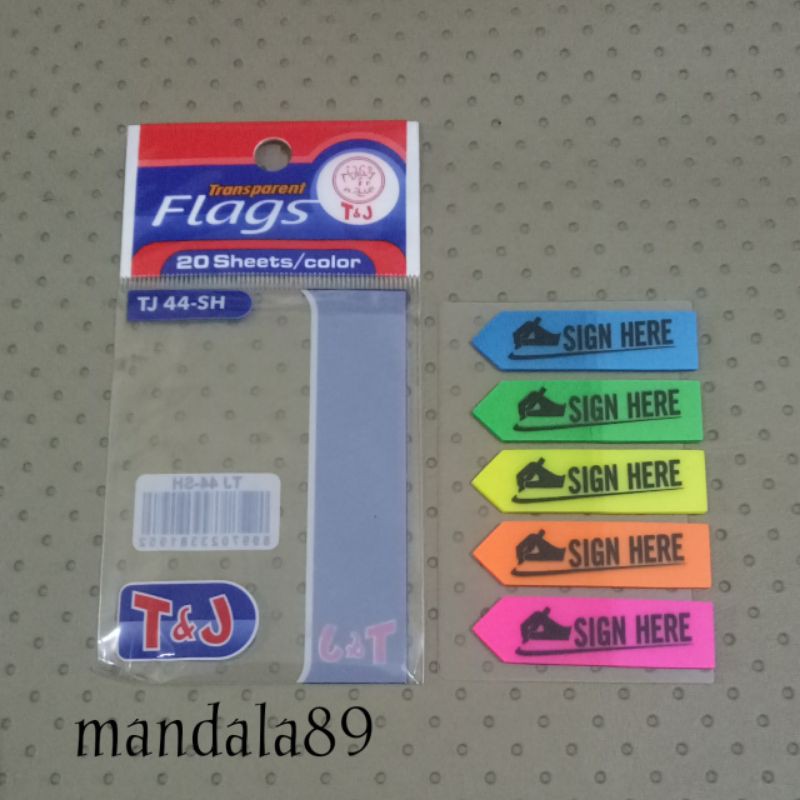 Transparent
Flags
T&J
20 Sheets/color
TJ 44-SH
TJ 44-SH
8997023381952
T&J
T&J
SIGN HERE
SIGN HERE
SIGN HERE
SIGN HERE
SIGN HERE
mandala89